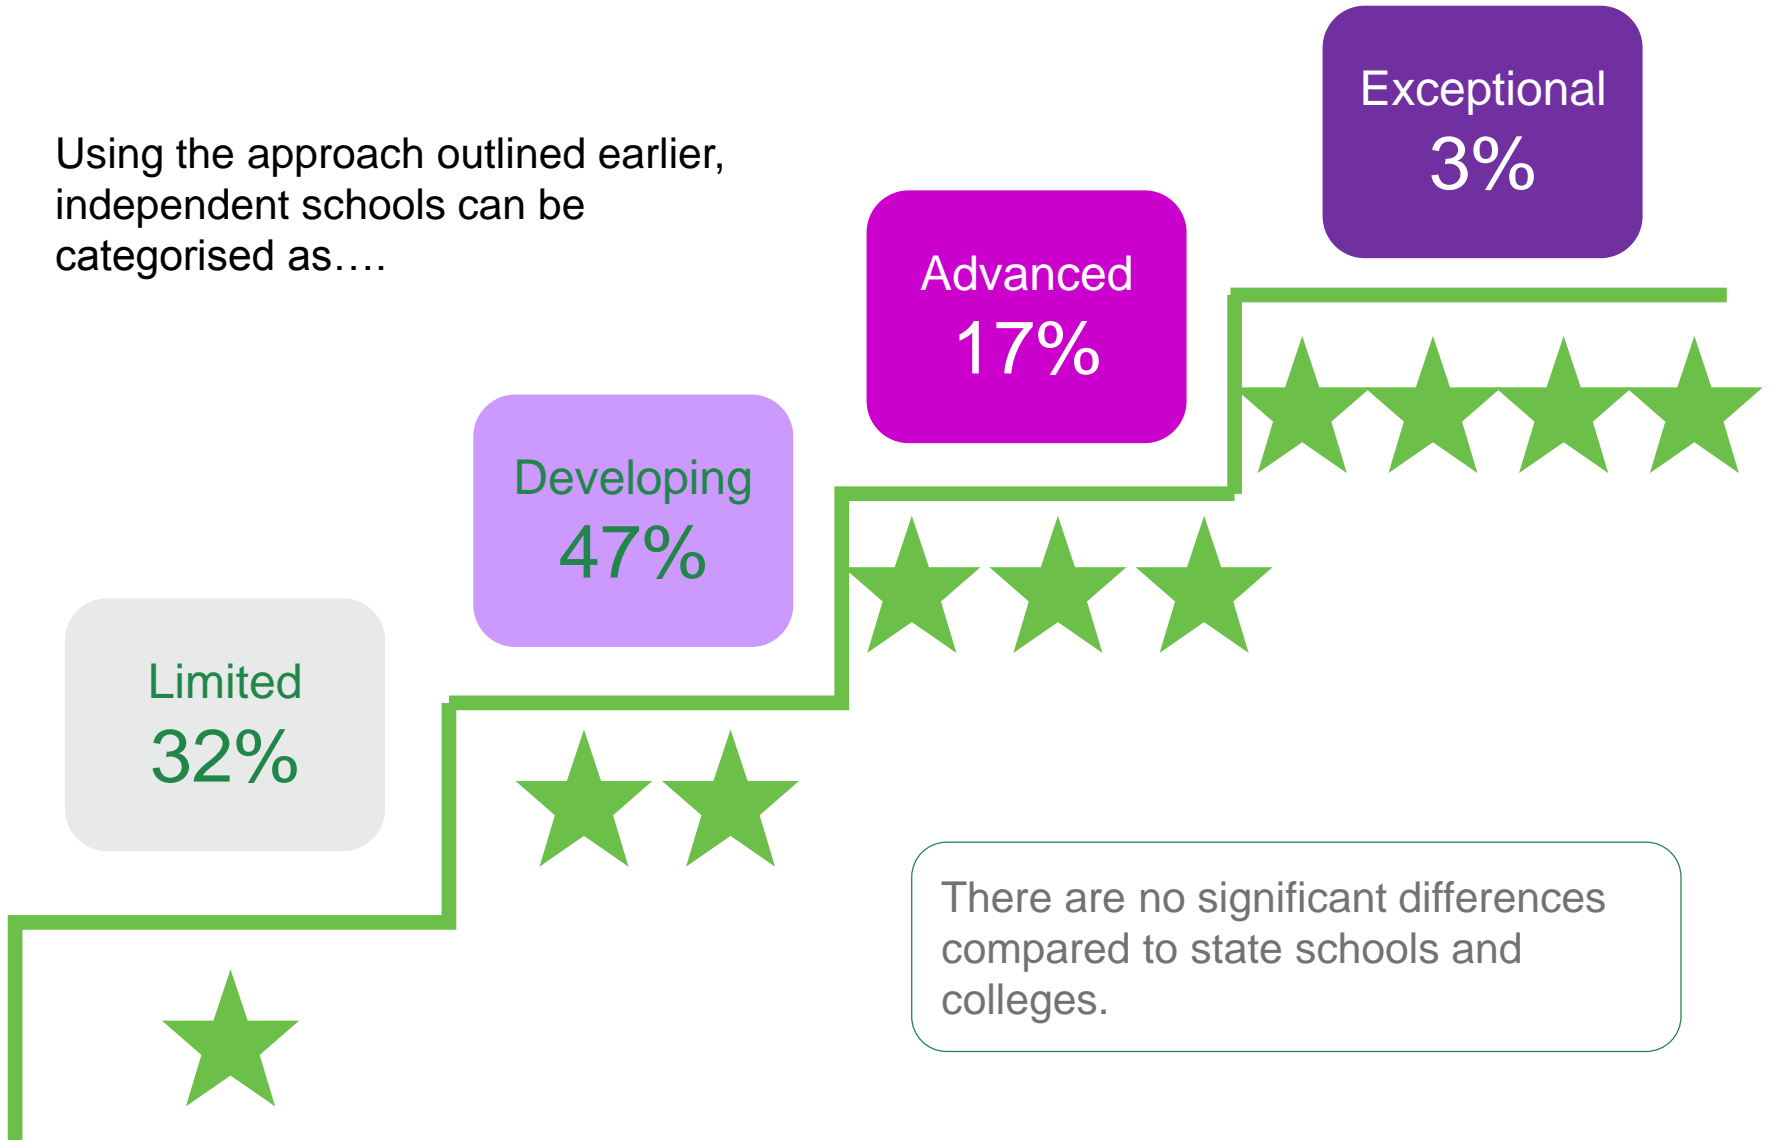 Using the approach outlined earlier,
independent schools can be
categorised as….
Exceptional
3%
Advanced
17%
Developing
47%
Limited
32%
There are no significant differences
compared to state schools and
colleges.